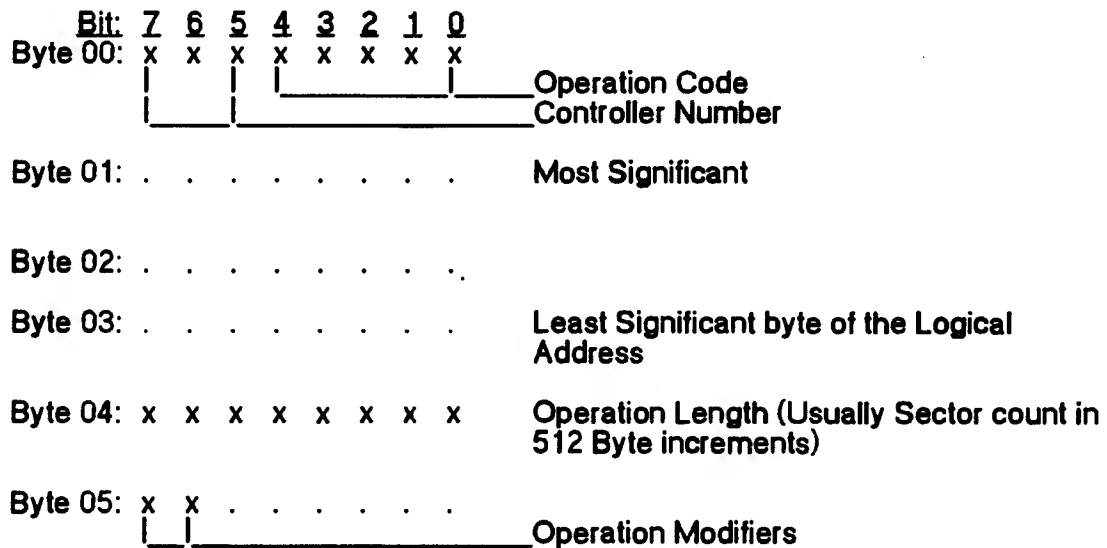 Bit: 7 6 5 4 3 2 1 0
Byte 00: x x x x x x x x
Operation Code
Controller Number
Byte 01: . . . . . . . . Most Significant
Byte 02: . . . . . . . .
Byte 03: . . . . . . . . Least Significant byte of the Logical
Address
Byte 04: x x x x x x x x Operation Length (Usually Sector count in
512 Byte increments)
Byte 05: x x . . . . . .
Operation Modifiers